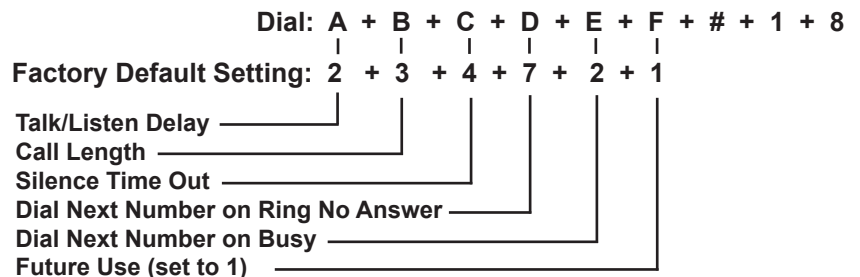 Dial: A + B + C + D + E + F + # + 1 + 8
Factory Default Setting: 2 + 3 + 4 + 7 + 2 + 1
Talk/Listen Delay
Call Length
Silence Time Out
Dial Next Number on Ring No Answer
Dial Next Number on Busy
Future Use (set to 1)